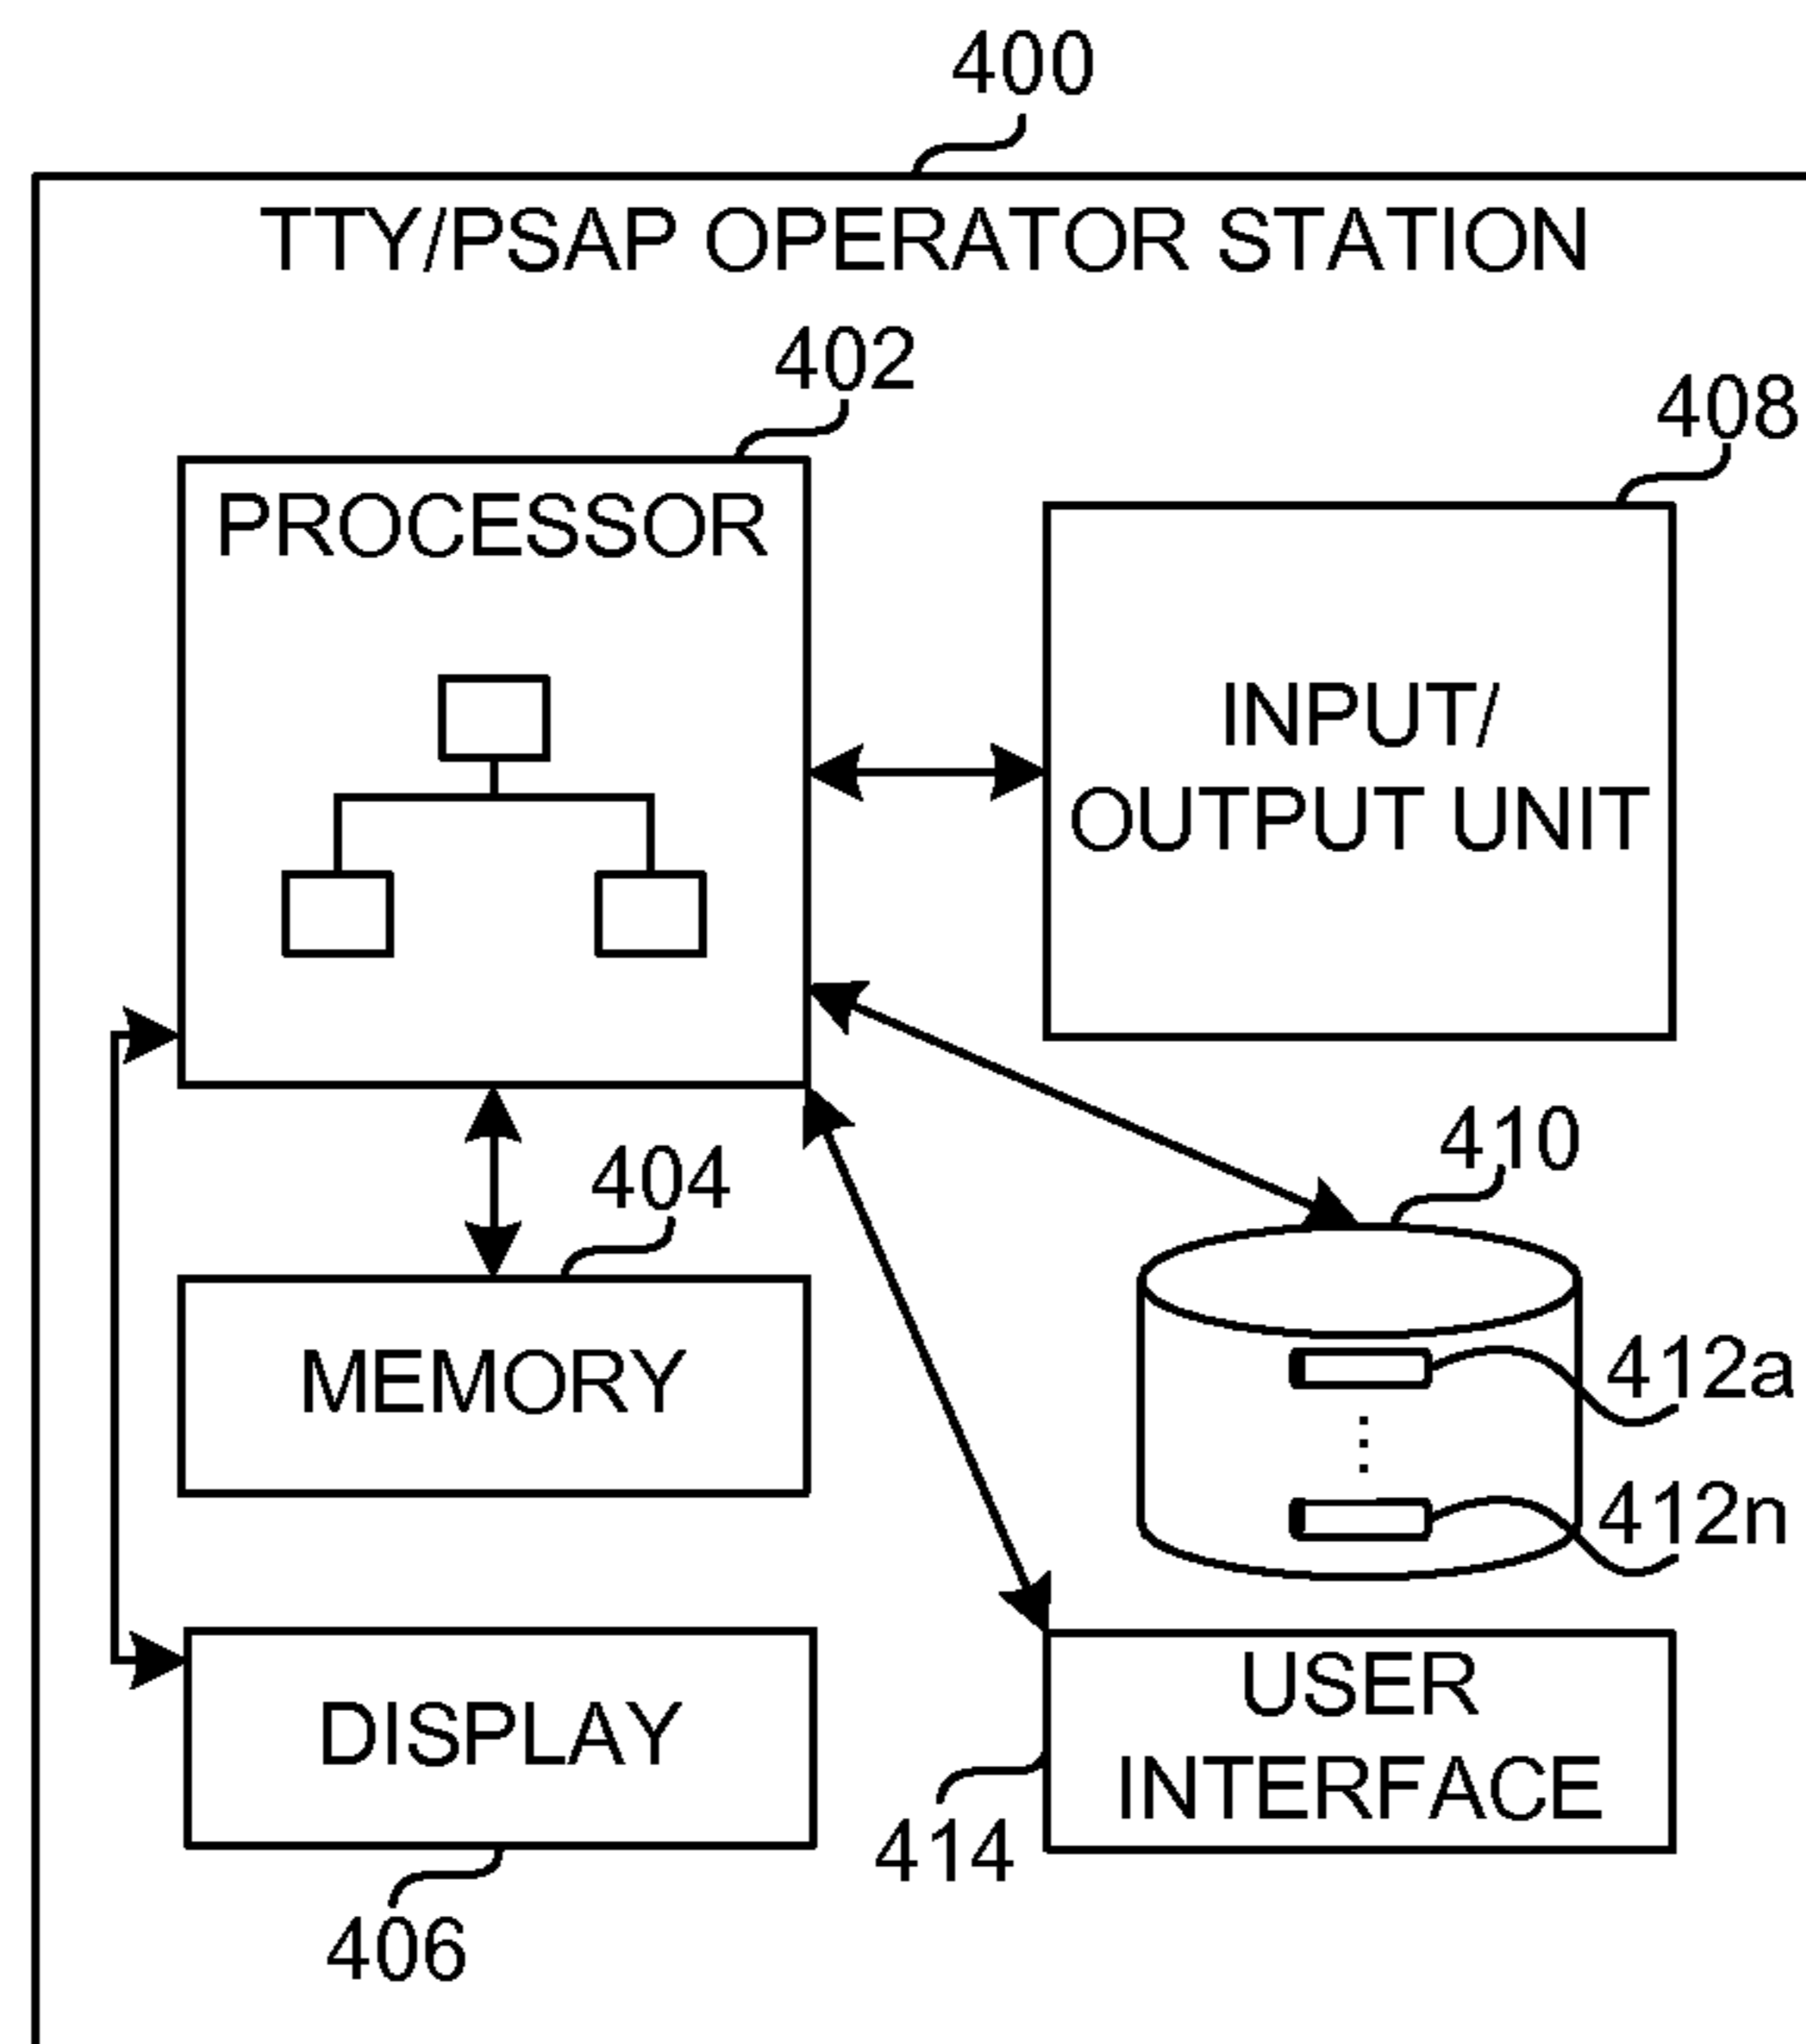 400
TTY/PSAP OPERATOR STATION
402
408
PROCESSOR
INPUT/
OUTPUT UNIT
410
404
MEMORY
412a
412n
DISPLAY
USER
INTERFACE
414
406